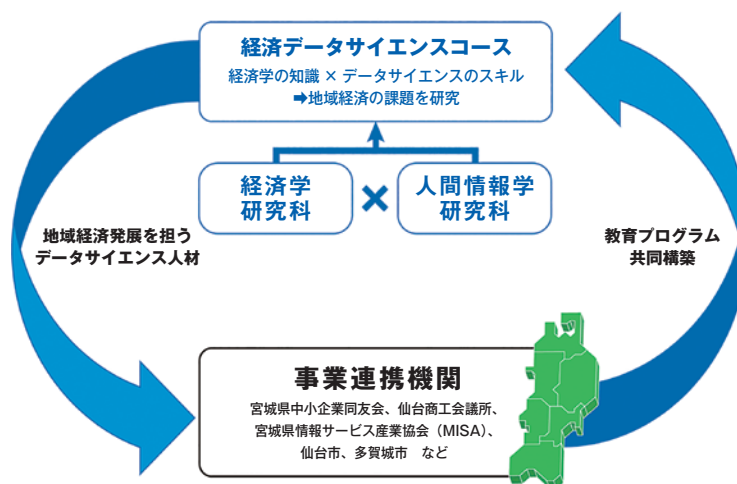 経済データサイエンスコース
経済学の知識 × データサイエンスのスキル
➡地域経済の課題を研究
経済学
研究科
×
人間情報学
研究科
地域経済発展を担う
データサイエンス人材
教育プログラム
共同構築
事業連携機関
宮城県中小企業同友会、仙台商工会議所、
宮城県情報サービス産業協会（MISA）、
仙台市、多賀城市　など